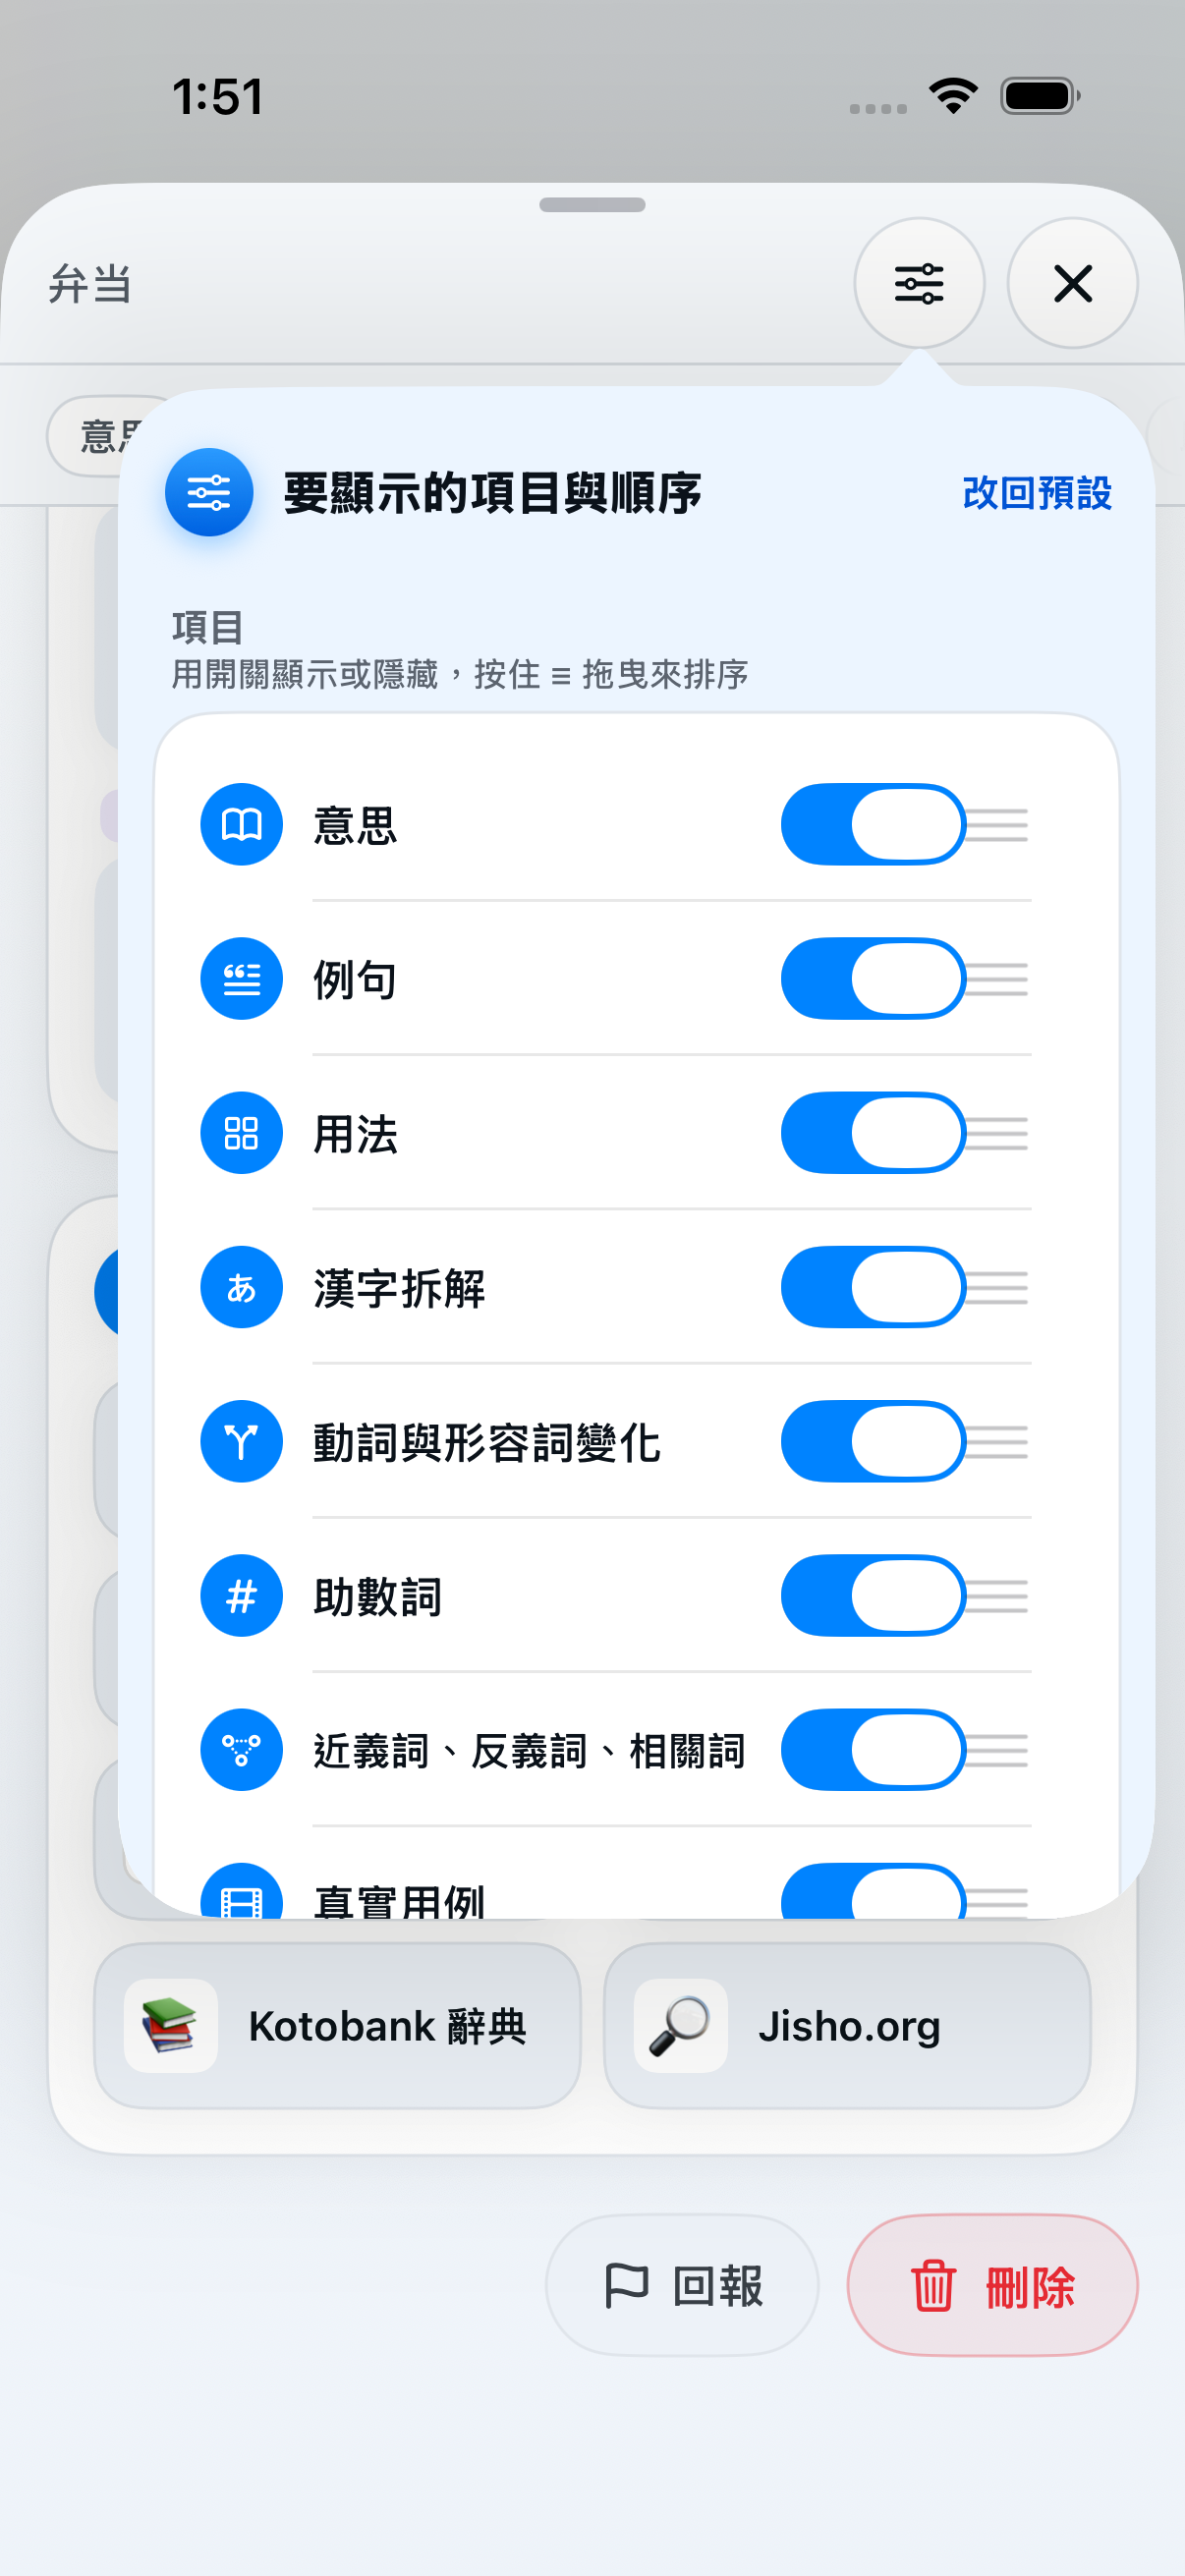 1:51
弁当
意思
要顯示的項目與順序
改回預設
項目
用開關顯示或隱藏，按住 ≡ 拖曳來排序
意思
例句
用法
あ 漢字拆解
動詞與形容詞變化
# 助數詞
近義詞、反義詞、相關詞
真實用例
Kotobank 辭典
Jisho.org
回報
刪除